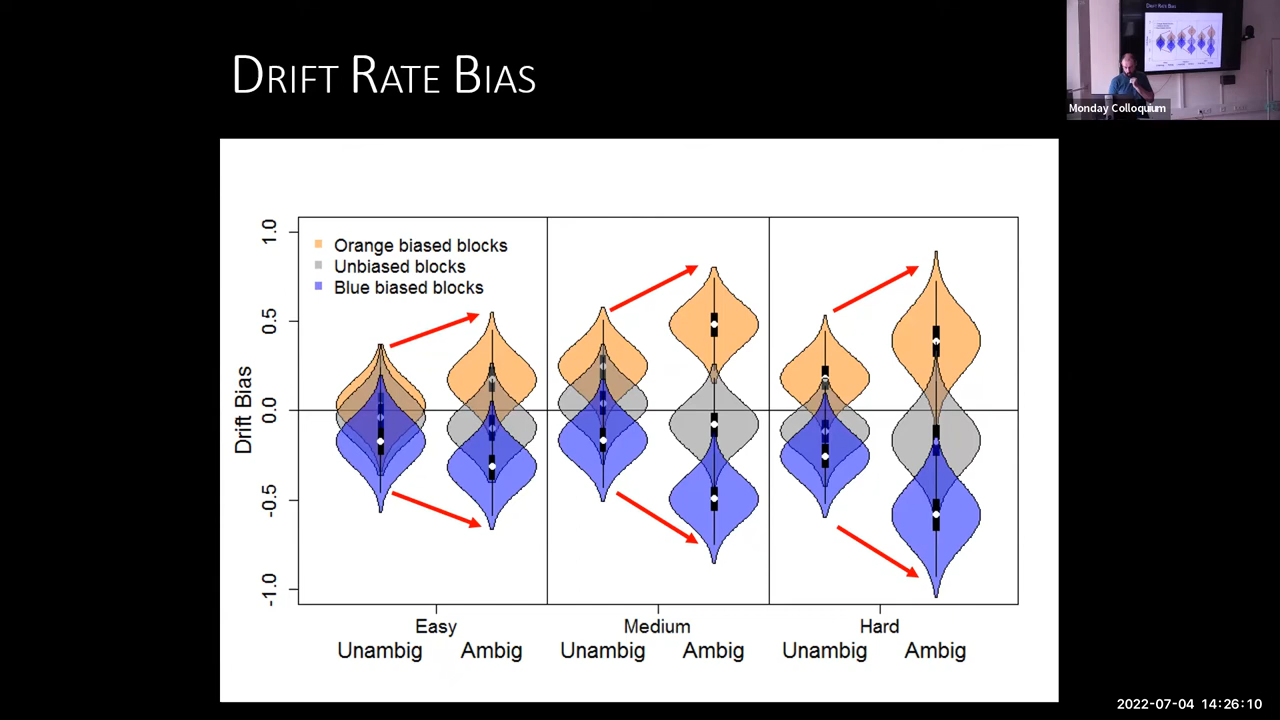 DRIFT RATE BIAS
Monday Colloquium
Orange biased blocks
Unbiased blocks
Blue biased blocks
Drift Bias
1.0
0.5
0.0
-0.5
-1.0
Easy
Medium
Hard
Unambig
Ambig
Unambig
Ambig
Unambig
Ambig
2022-07-04 14:26:10